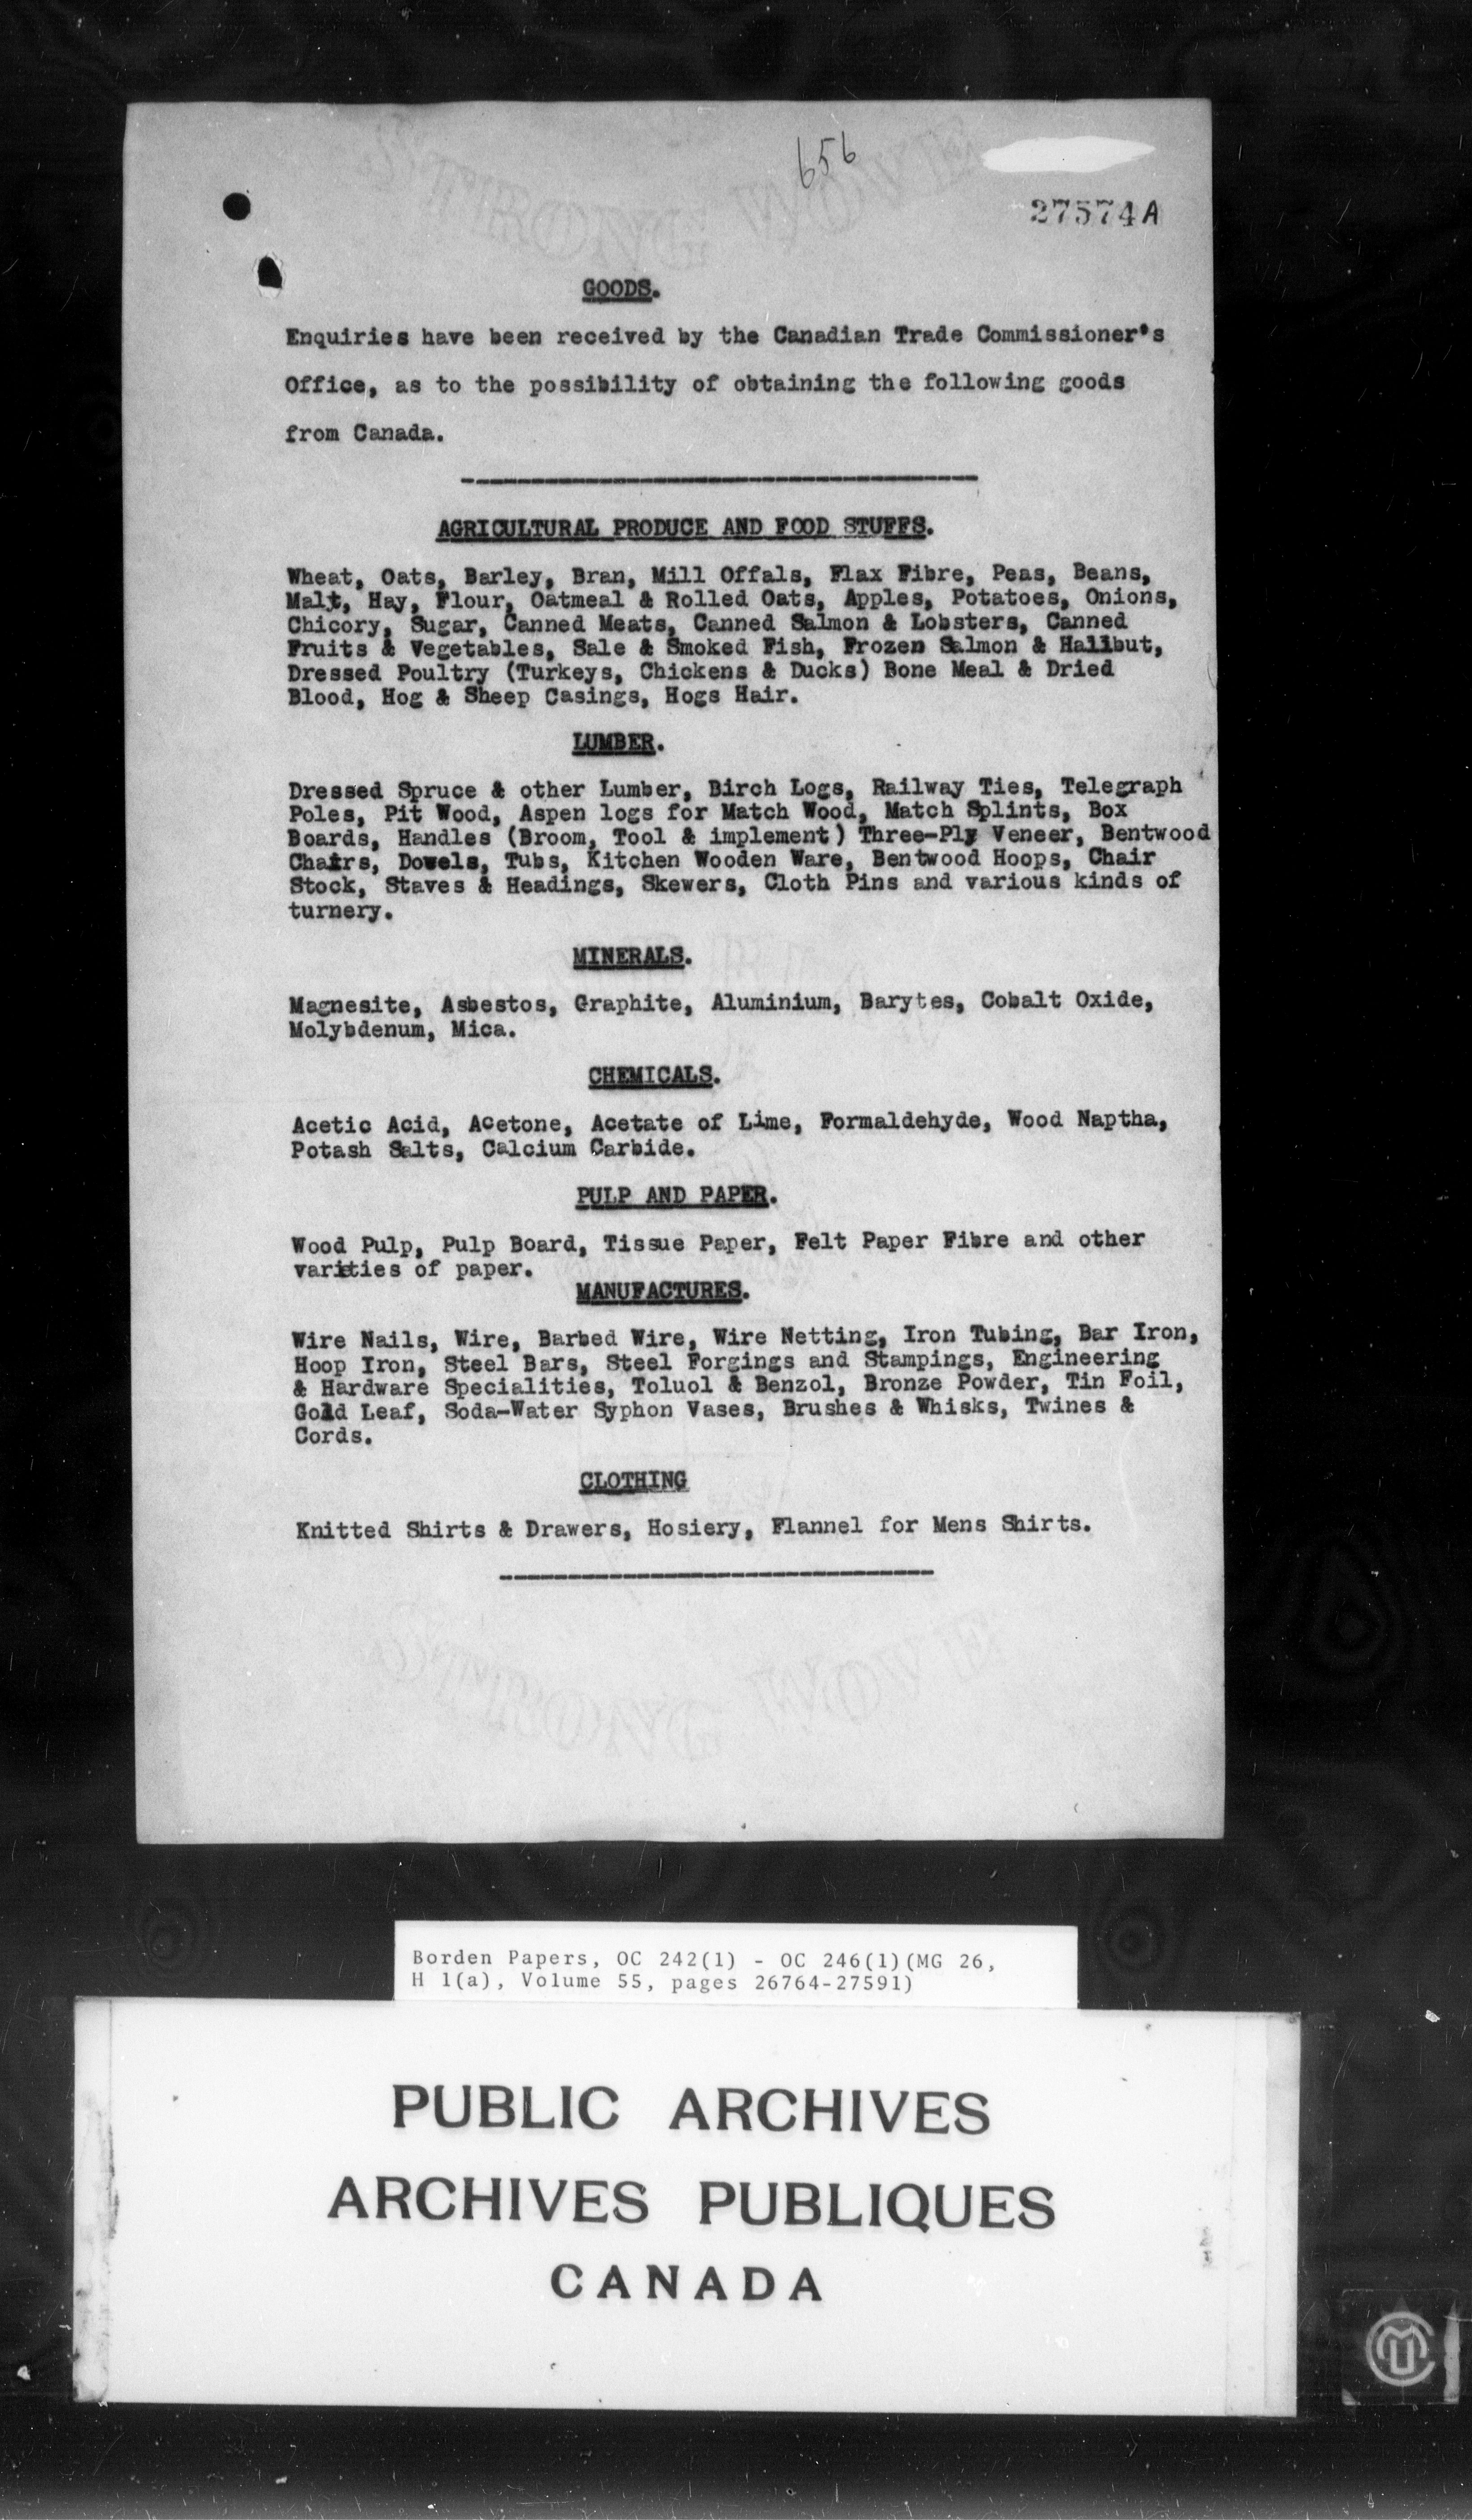 656
27574A
GOODS.
Enquiries have been received by the Canadian Trade Commissioner's
Office, as to the possibility of obtaining the following goods
from Canada.
AGRICULTURAL PRODUCE AND FOOD STUFFS.
Wheat, Oats, Barley, Bran, Mill Offals, Flax Fibre, Peas, Beans,
Malt, Hay, Flour, Oatmeal & Rolled Oats, Apples, Potatoes, Onions,
Chicory, Sugar, Canned Meats, Canned Salmon & Lobsters, Canned
Fruits & Vegetables, Sale & Smoked Fish, Frozen Salmon & Halibut,
Dressed Poultry (Turkeys, Chickens & Ducks) Bone Meal & Dried
Blood, Hog & Sheep Casings, Hogs Hair.
LUMBER.
Dressed Spruce & other Lumber, Birch Logs, Railway Ties, Telegraph
Poles, Pit Wood, Aspen logs for Match Wood, Match Splints, Box
Boards, Handles (Broom, Tool & implement) Three-Ply Veneer, Bentwood
Chairs, Dowels, Tubs, Kitchen Wooden Ware, Bentwood Hoops, Chair
Stock, Staves & Headings, Skewers, Cloth Pins and various kinds of
turnery.
MINERALS.
Magnesite, Asbestos, Graphite, Aluminium, Barytes, Cobalt Oxide,
Molybdenum, Mica.
CHEMICALS.
Acetic Acid, Acetone, Acetate of Lime, Formaldehyde, Wood Naptha,
Potash Salts, Calcium Carbide.
PULP AND PAPER.
Wood Pulp, Pulp Board, Tissue Paper, Felt Paper Fibre and other
varities of paper.
MANUFACTURES.
Wire Nails, Wire, Barbed Wire, Wire Netting, Iron Tubing, Bar Iron,
Hoop Iron, Steel Bars, Steel Forgings and Stampings, Engineering
& Hardware Specialities, Toluol & Benzol, Bronze Powder, Tin Foil,
Gold Leaf, Soda-Water Syphon Vases, Brushes & Whisks, Twines &
Cords.
CLOTHING
Knitted Shirts & Drawers, Hosiery, Flannel for Mens Shirts.
Borden Papers, OC 242(1) - OC 246(1)(MG 26,
H 1(a), Volume 55, pages 26764-27591)
PUBLIC ARCHIVES
ARCHIVES PUBLIQUES
CANADA